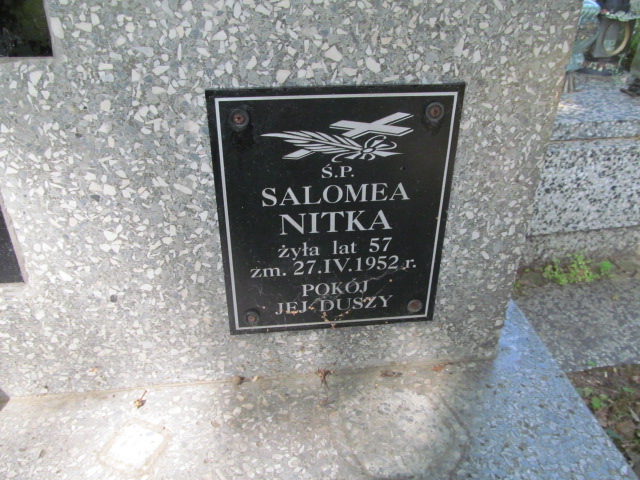 Ś.P.
SALOMEA
NITKA
żyła lat 57
zm. 27.IV.1952 r.
POKÓJ
JEJ DUSZY